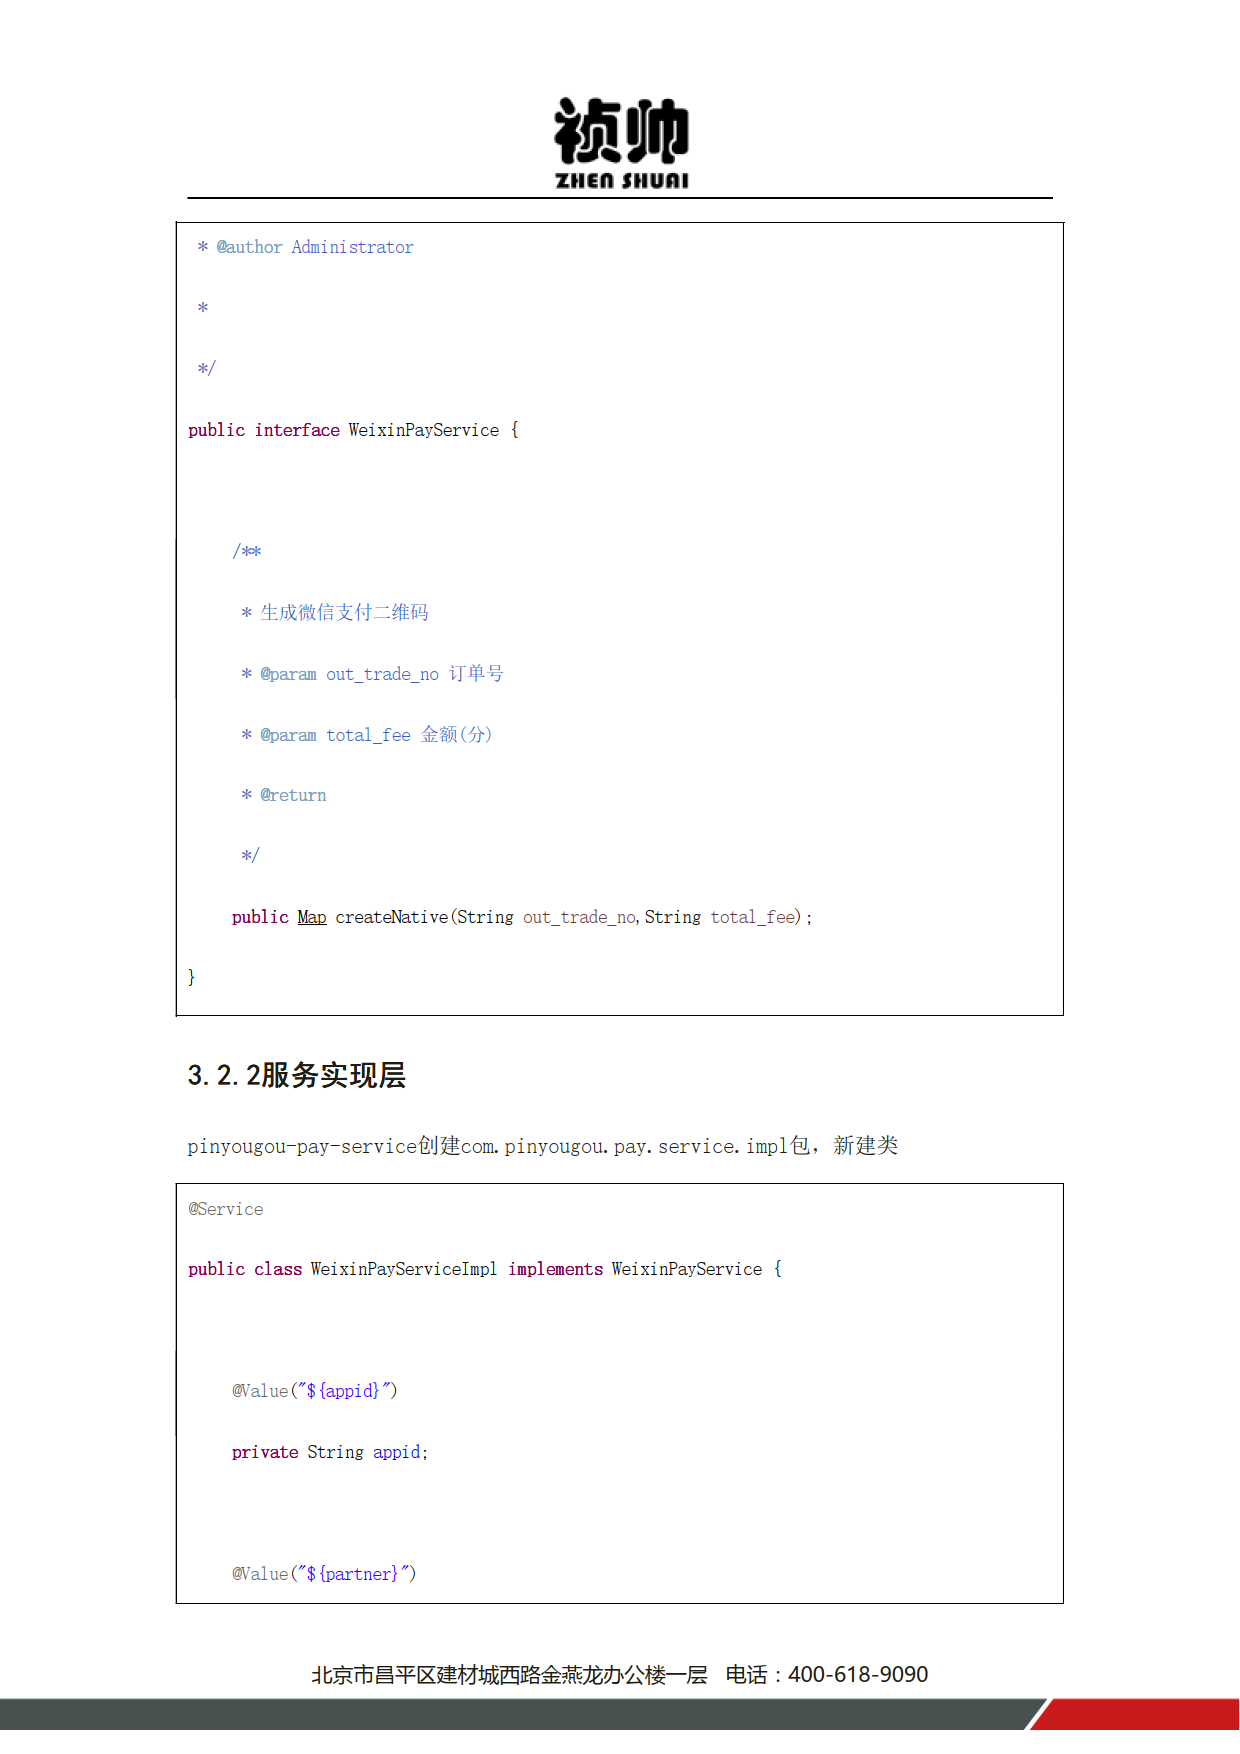 祯帅
ZHEN SHUAI
* @author Administrator
*
*/
public interface WeixinPayService {
/**
* 生成微信支付二维码
* @param out_trade_no 订单号
* @param total_fee 金额(分)
* @return
*/
public Map createNative(String out_trade_no,String total_fee);
}
3.2.2服务实现层
pinyougou-pay-service创建com.pinyougou.pay.service.impl包，新建类
@Service
public class WeixinPayServiceImpl implements WeixinPayService {
@Value("${appid}")
private String appid;
@Value("${partner}")
北京市昌平区建材城西路金燕龙办公楼一层 电话：400-618-9090